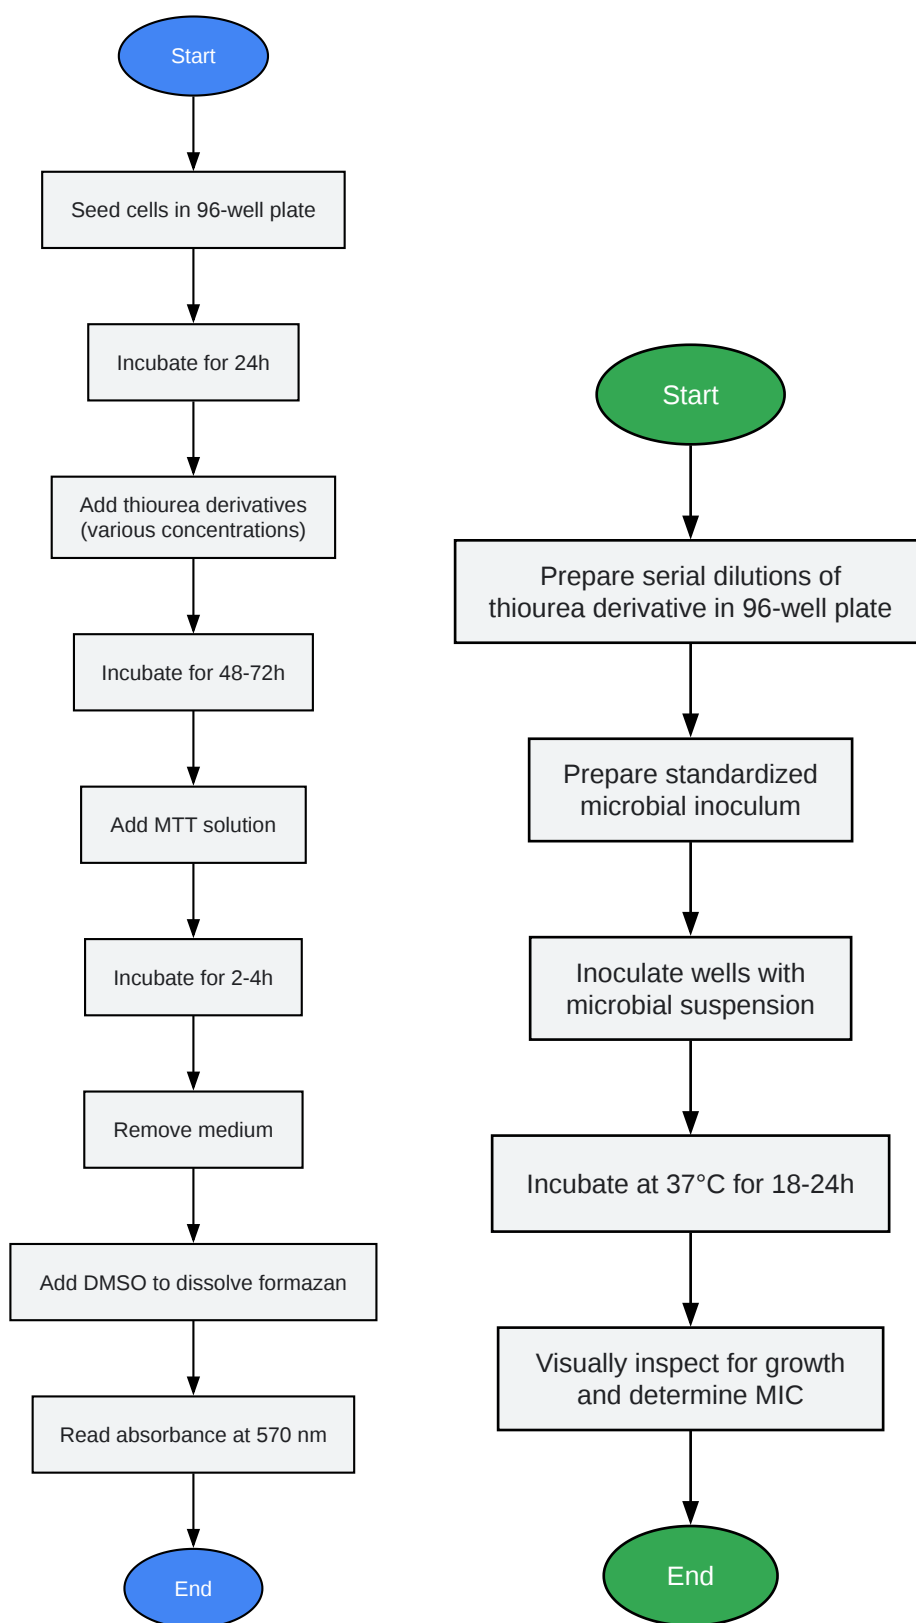 Start
Seed cells in 96-well plate
Incubate for 24h
Add thiourea derivatives
(various concentrations)
Incubate for 48-72h
Add MTT solution
Incubate for 2-4h
Remove medium
Add DMSO to dissolve formazan
Read absorbance at 570 nm
End
Start
Prepare serial dilutions of
thiourea derivative in 96-well plate
Prepare standardized
microbial inoculum
Inoculate wells with
microbial suspension
Incubate at 37°C for 18-24h
Visually inspect for growth
and determine MIC
End